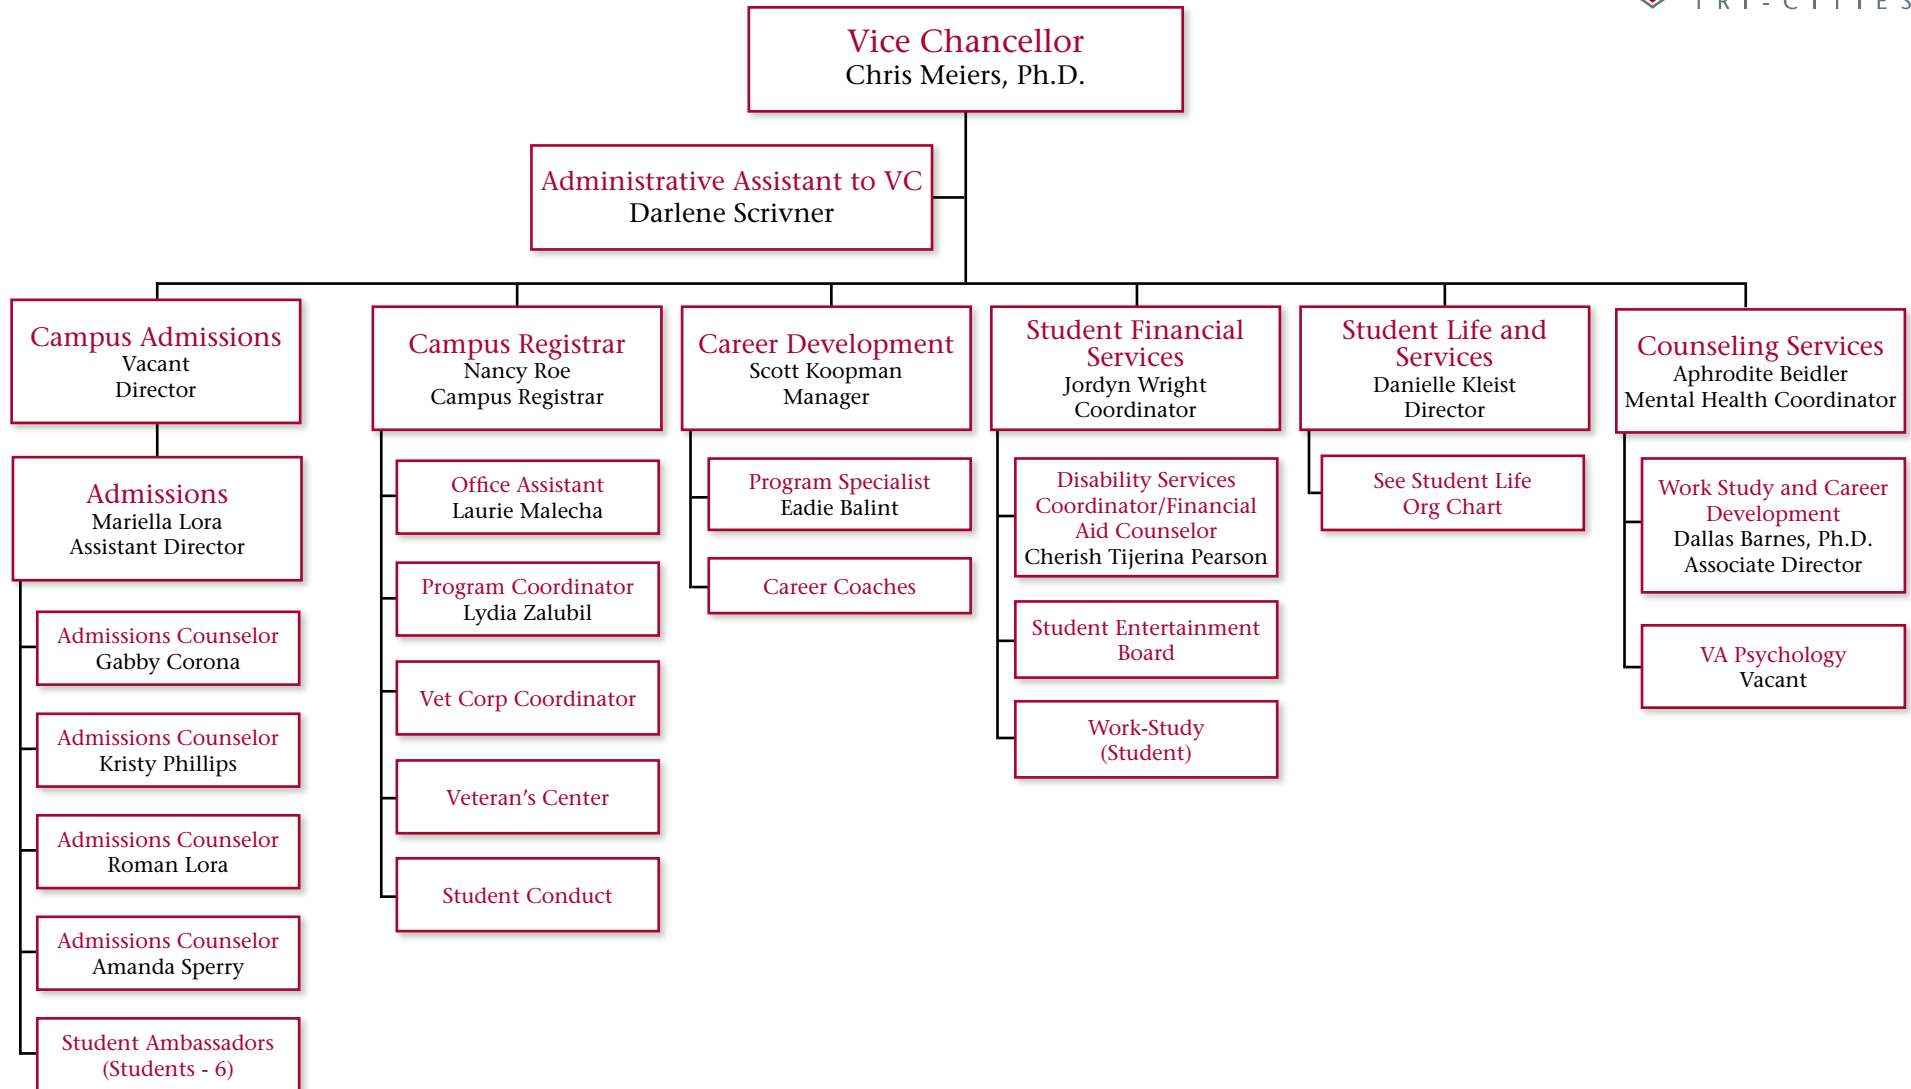 TRI-CITIES
Vice Chancellor
Chris Meiers, Ph.D.
Administrative Assistant to VC
Darlene Scrivner
Campus Admissions
Vacant
Director
Admissions
Mariella Lora
Assistant Director
Admissions Counselor
Gabby Corona
Admissions Counselor
Kristy Phillips
Admissions Counselor
Roman Lora
Admissions Counselor
Amanda Sperry
Student Ambassadors
(Students - 6)
Campus Registrar
Nancy Roe
Campus Registrar
Office Assistant
Laurie Malecha
Program Coordinator
Lydia Zalubil
Vet Corp Coordinator
Veteran’s Center
Student Conduct
Career Development
Scott Koopman
Manager
Program Specialist
Eadie Balint
Career Coaches
Student Financial
Services
Jordyn Wright
Coordinator
Disability Services
Coordinator/Financial
Aid Counselor
Cherish Tijerina Pearson
Student Entertainment
Board
Work-Study
(Student)
Student Life and
Services
Danielle Kleist
Director
See Student Life
Org Chart
Counseling Services
Aphrodite Beidler
Mental Health Coordinator
Work Study and Career
Development
Dallas Barnes, Ph.D.
Associate Director
VA Psychology
Vacant